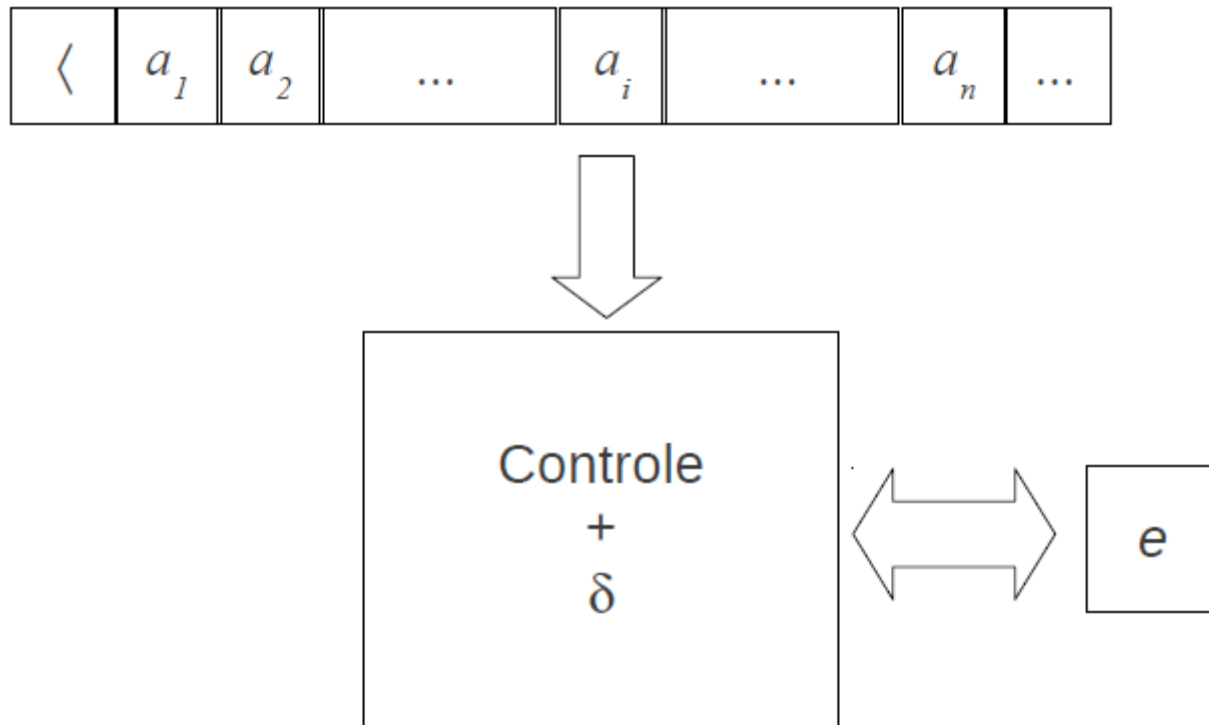 ⟨ a₁ a₂ ... aᵢ ... aₙ ...
Controle
+
δ
e